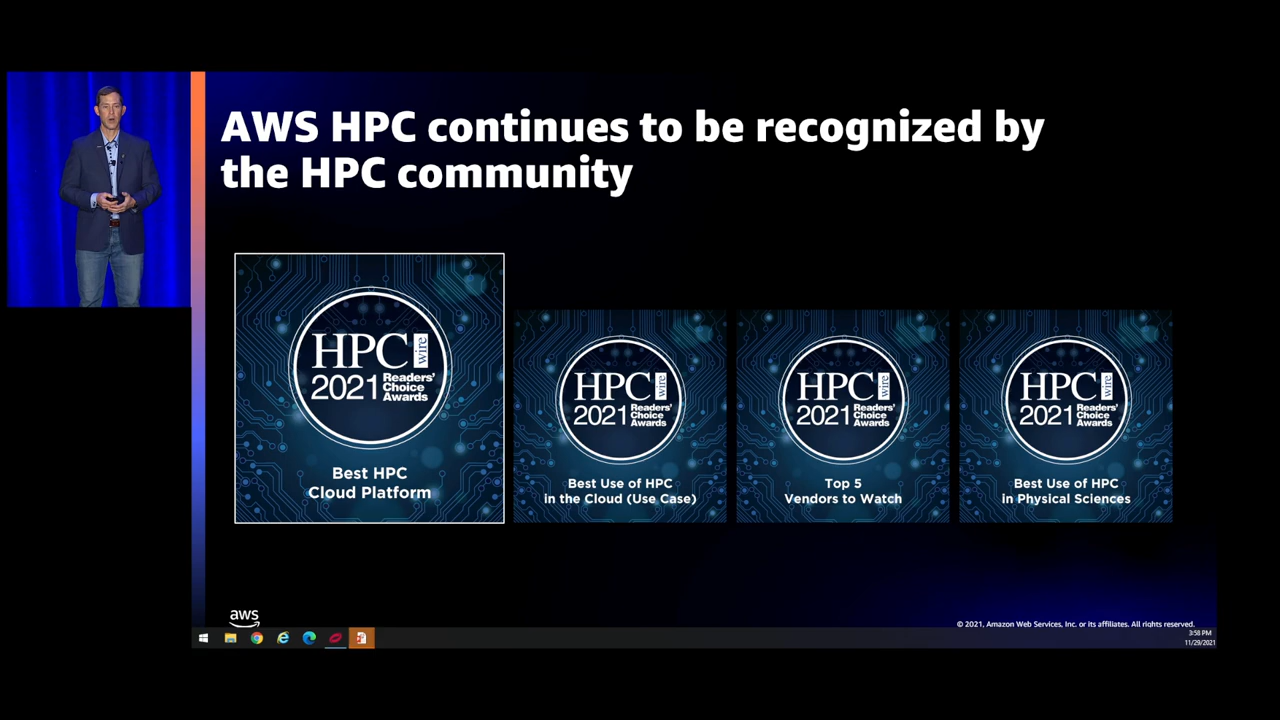 AWS HPC continues to be recognized by
the HPC community
HPC wire
2021 Readers'
Choice
Awards
Best HPC
Cloud Platform
HPC wire
2021 Readers'
Choice
Awards
Best Use of HPC
in the Cloud (Use Case)
HPC wire
2021 Readers'
Choice
Awards
Top 5
Vendors to Watch
HPC wire
2021 Readers'
Choice
Awards
Best Use of HPC
in Physical Sciences
aws
© 2021, Amazon Web Services, Inc. or its affiliates. All rights reserved.
3:58 PM
11/29/2021